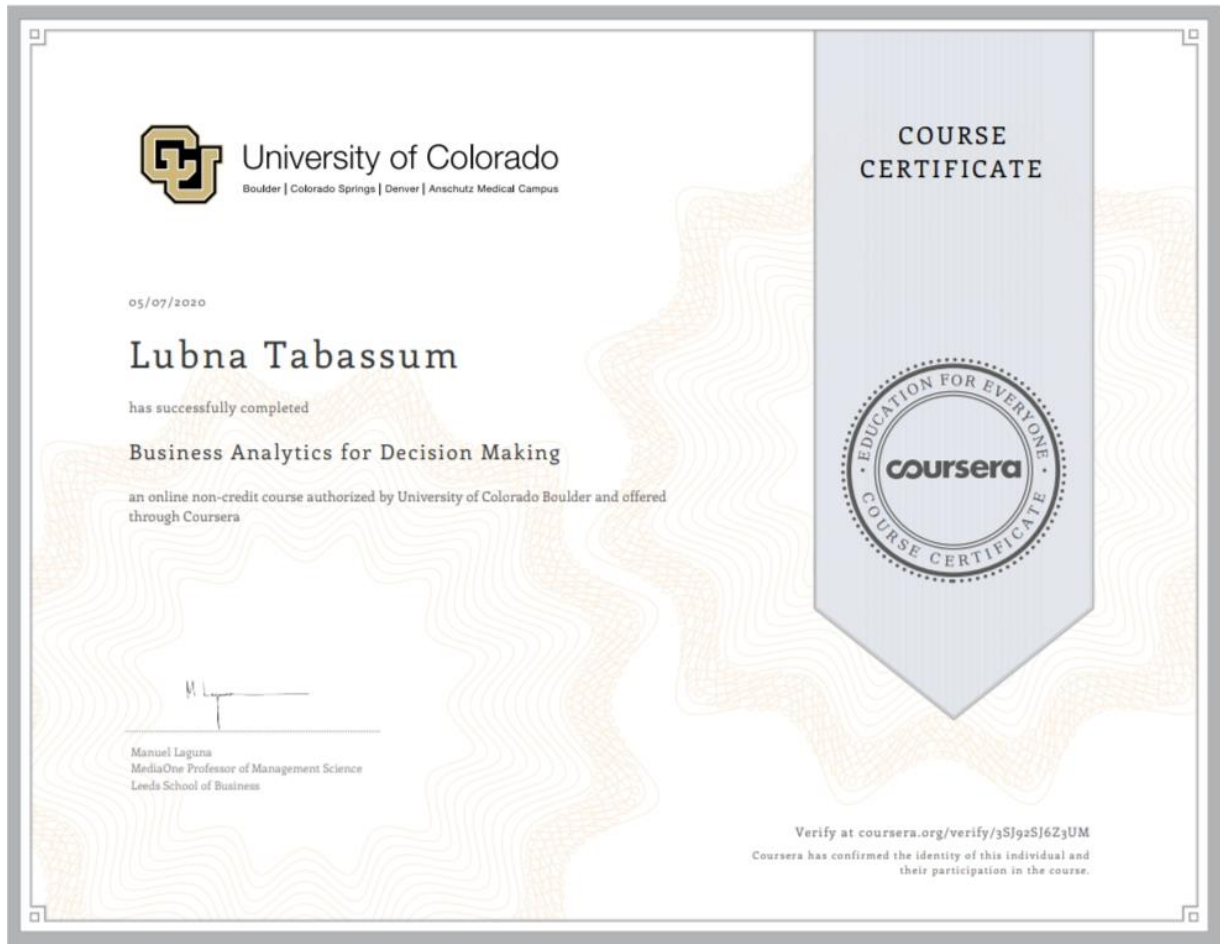 CU
University of Colorado
Boulder | Colorado Springs | Denver | Anschutz Medical Campus
COURSE
CERTIFICATE
05/07/2020
Lubna Tabassum
has successfully completed
Business Analytics for Decision Making
an online non-credit course authorized by University of Colorado Boulder and offered
through Coursera
EDUCATION FOR EVERYONE
coursera
COURSE CERTIFICATE
M Laguna
Manuel Laguna
MediaOne Professor of Management Science
Leeds School of Business
Verify at coursera.org/verify/3SJ92SJ6Z3UM
Coursera has confirmed the identity of this individual and
their participation in the course.